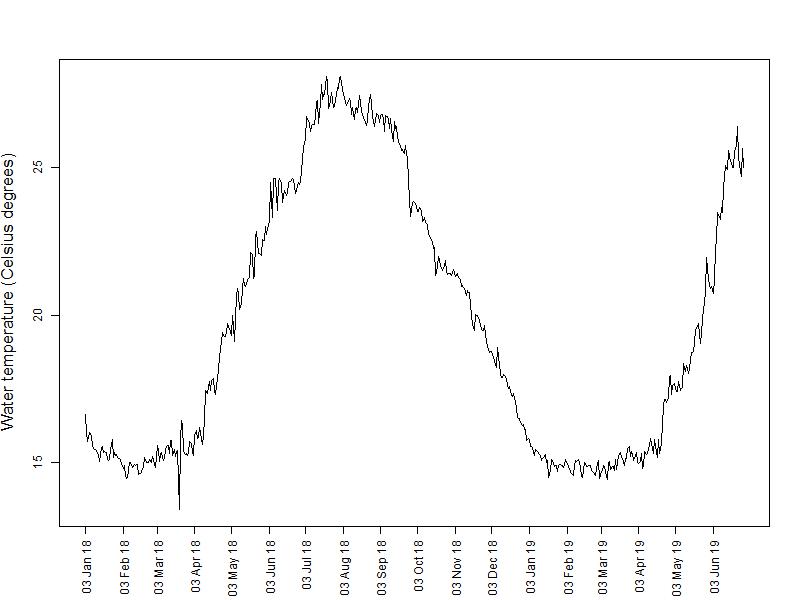 Water temperature (Celsius degrees)
25
20
15
03 Jan 18
03 Feb 18
03 Mar 18
03 Apr 18
03 May 18
03 Jun 18
03 Jul 18
03 Aug 18
03 Sep 18
03 Oct 18
03 Nov 18
03 Dec 18
03 Jan 19
03 Feb 19
03 Mar 19
03 Apr 19
03 May 19
03 Jun 19